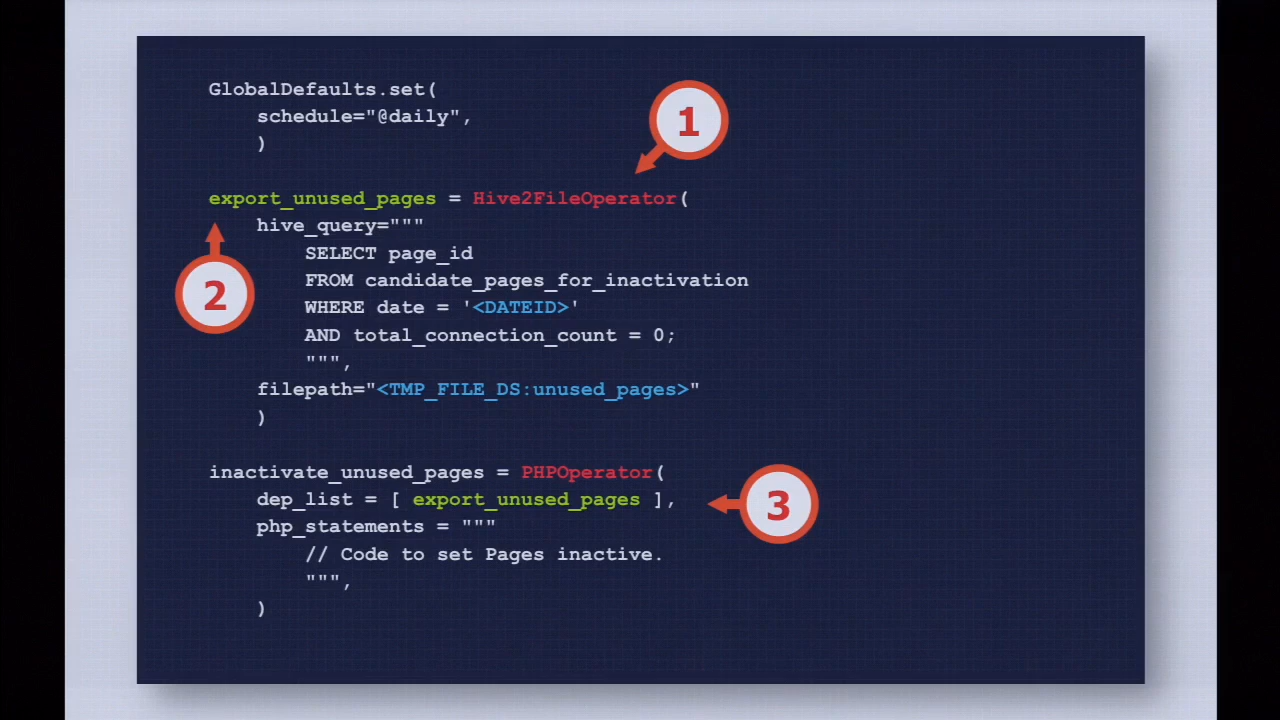 GlobalDefaults.set(
schedule="@daily",
)
1
export_unused_pages = Hive2FileOperator(
hive_query="""
SELECT page_id
2
FROM candidate_pages_for_inactivation
WHERE date = '<DATEID>'
AND total_connection_count = 0;
""",
filepath="<TMP_FILE_DS:unused_pages>"
)
inactivate_unused_pages = PHPOperator(
dep_list = [ export_unused_pages ],
3
php_statements = """
// Code to set Pages inactive.
""",
)